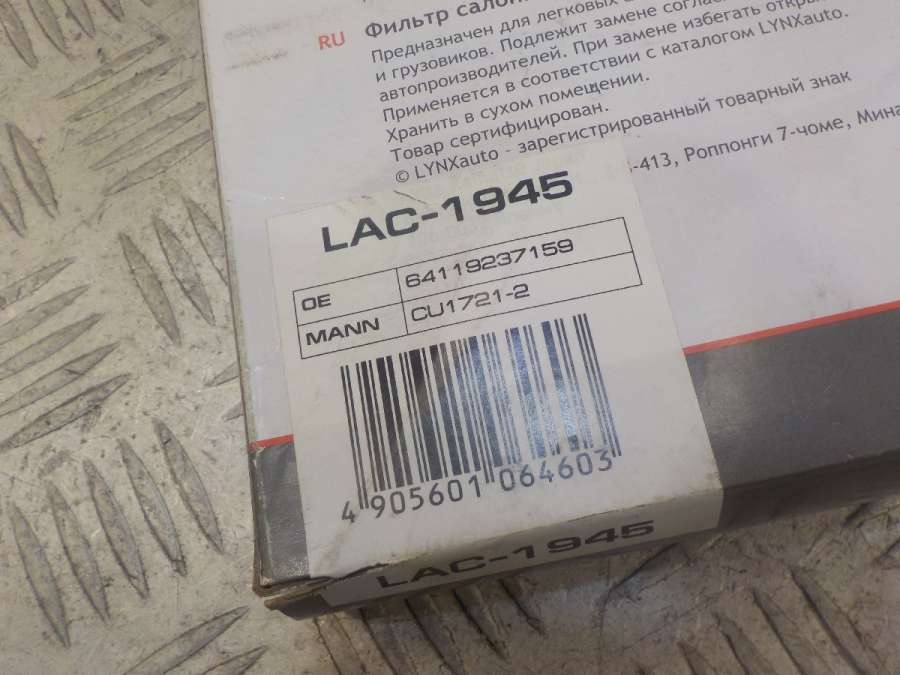 RU
Фильтр салон
Предназначен для легковых
и грузовиков. Подлежит замене соглас
автопроизводителей. При замене избегать откры
Применяется в соответствии с каталогом LYNXauto.
Хранить в сухом помещении.
Товар сертифицирован.
© LYNXauto - зарегистрированный товарный знак
-413, Роппонги 7-чоме, Мина
LAC-1945
OE 64119237159
MANN CU1721-2
4 905601 064603
LAC-1945